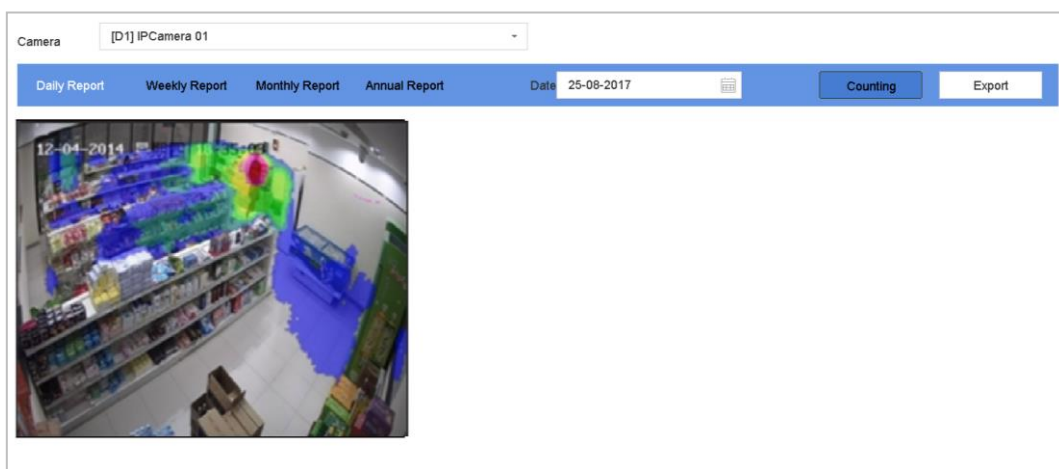 Camera
[D1] IPCamera 01
Daily Report Weekly Report Monthly Report Annual Report Date 25-08-2017 Counting Export
12-04-2014